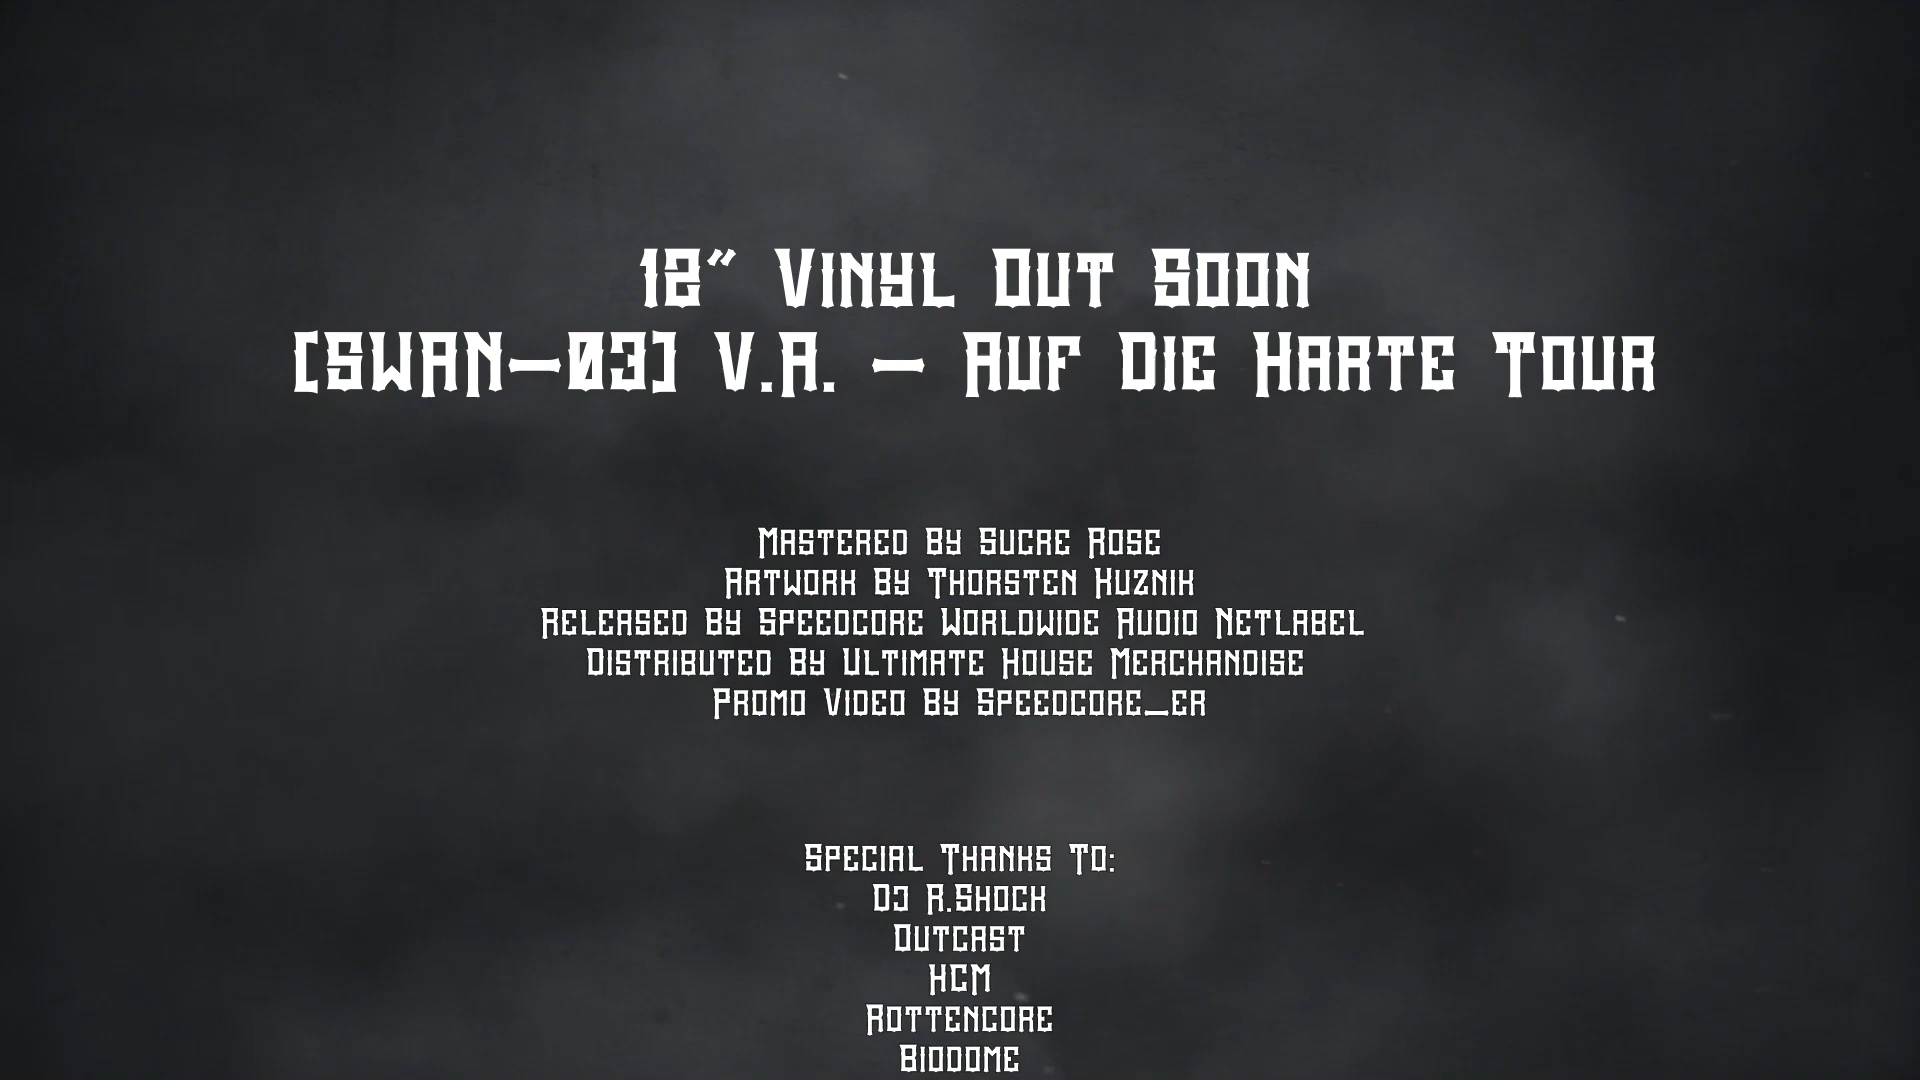 12" Vinyl Out Soon
[SWAN-03] V.A. - Auf Die Harte Tour
Mastered By Sucre Rose
Artwork By Thorsten Kuznik
Released By Speedcore Worldwide Audio Netlabel
Distributed By Ultimate House Merchandise
Promo Video By Speedcore_er
Special Thanks To:
DJ R.Shock
Outcast
HCM
Rottencore
Biodome